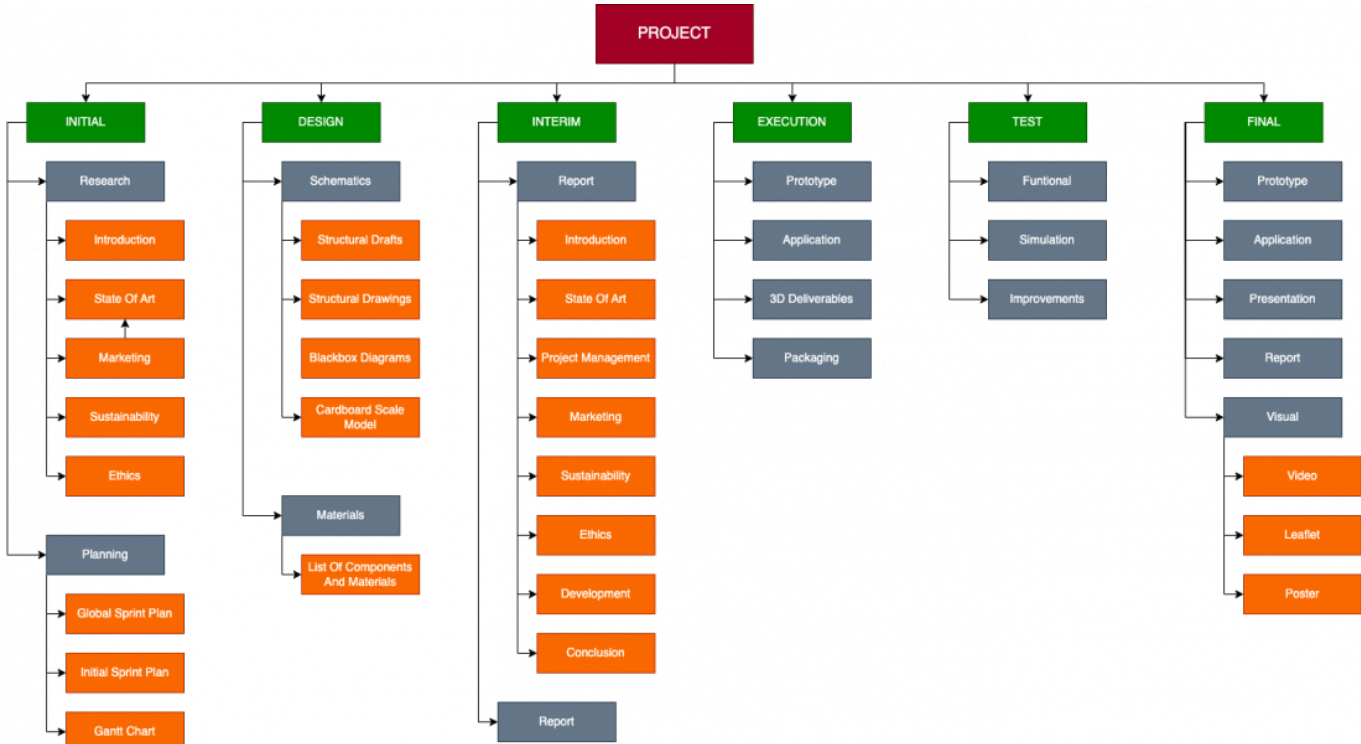 PROJECT
INITIAL
Research
Introduction
State Of Art
Marketing
Sustainability
Ethics
Planning
Global Sprint Plan
Initial Sprint Plan
Gantt Chart
DESIGN
Schematics
Structural Drafts
Structural Drawings
Blackbox Diagrams
Cardboard Scale
Model
Materials
List Of Components
And Materials
INTERIM
Report
Introduction
State Of Art
Project Management
Marketing
Sustainability
Ethics
Development
Conclusion
Report
EXECUTION
Prototype
Application
3D Deliverables
Packaging
TEST
Funtional
Simulation
Improvements
FINAL
Prototype
Application
Presentation
Report
Visual
Video
Leaflet
Poster